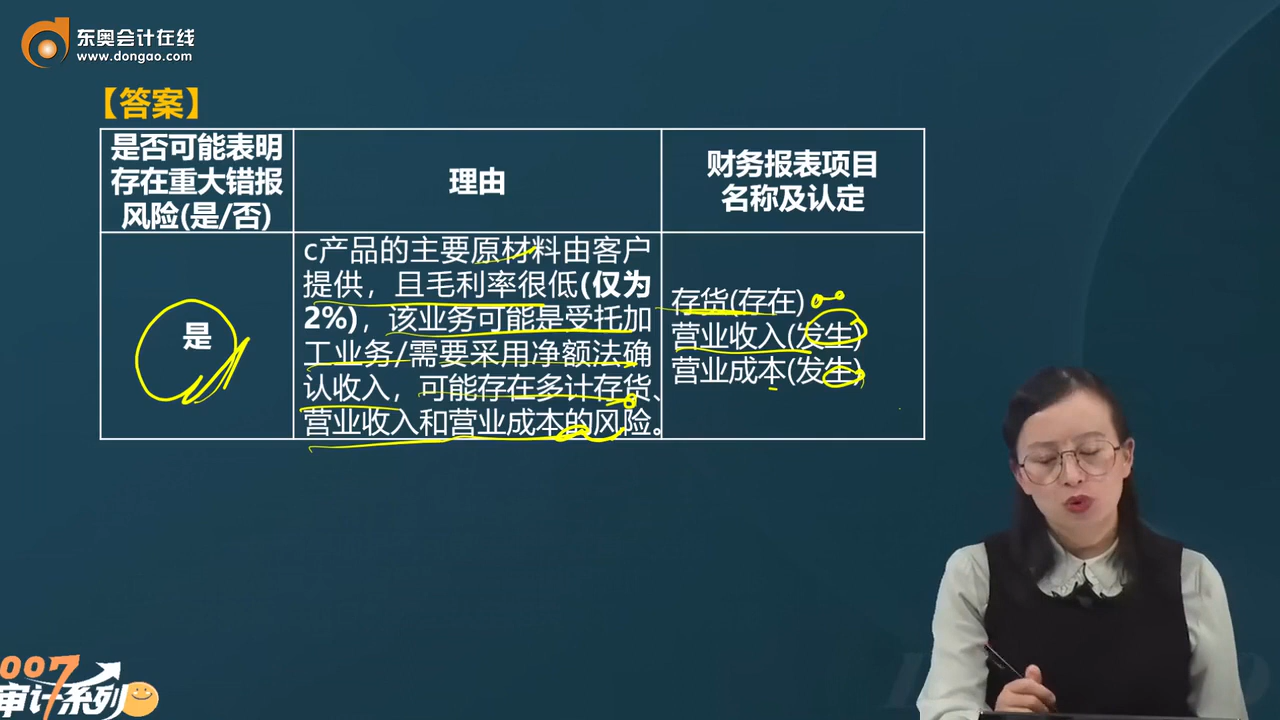 东奥会计在线
www.dongao.com
【答案】
是否可能表明
存在重大错报
风险(是/否)
理由
财务报表项目
名称及认定
是
c产品的主要原材料由客户
提供，且毛利率很低(仅为
2%)，该业务可能是受托加
工业务/需要采用净额法确
认收入，可能存在多计存货、
营业收入和营业成本的风险。
存货(存在)
营业收入(发生)
营业成本(发生)
007
审计系列